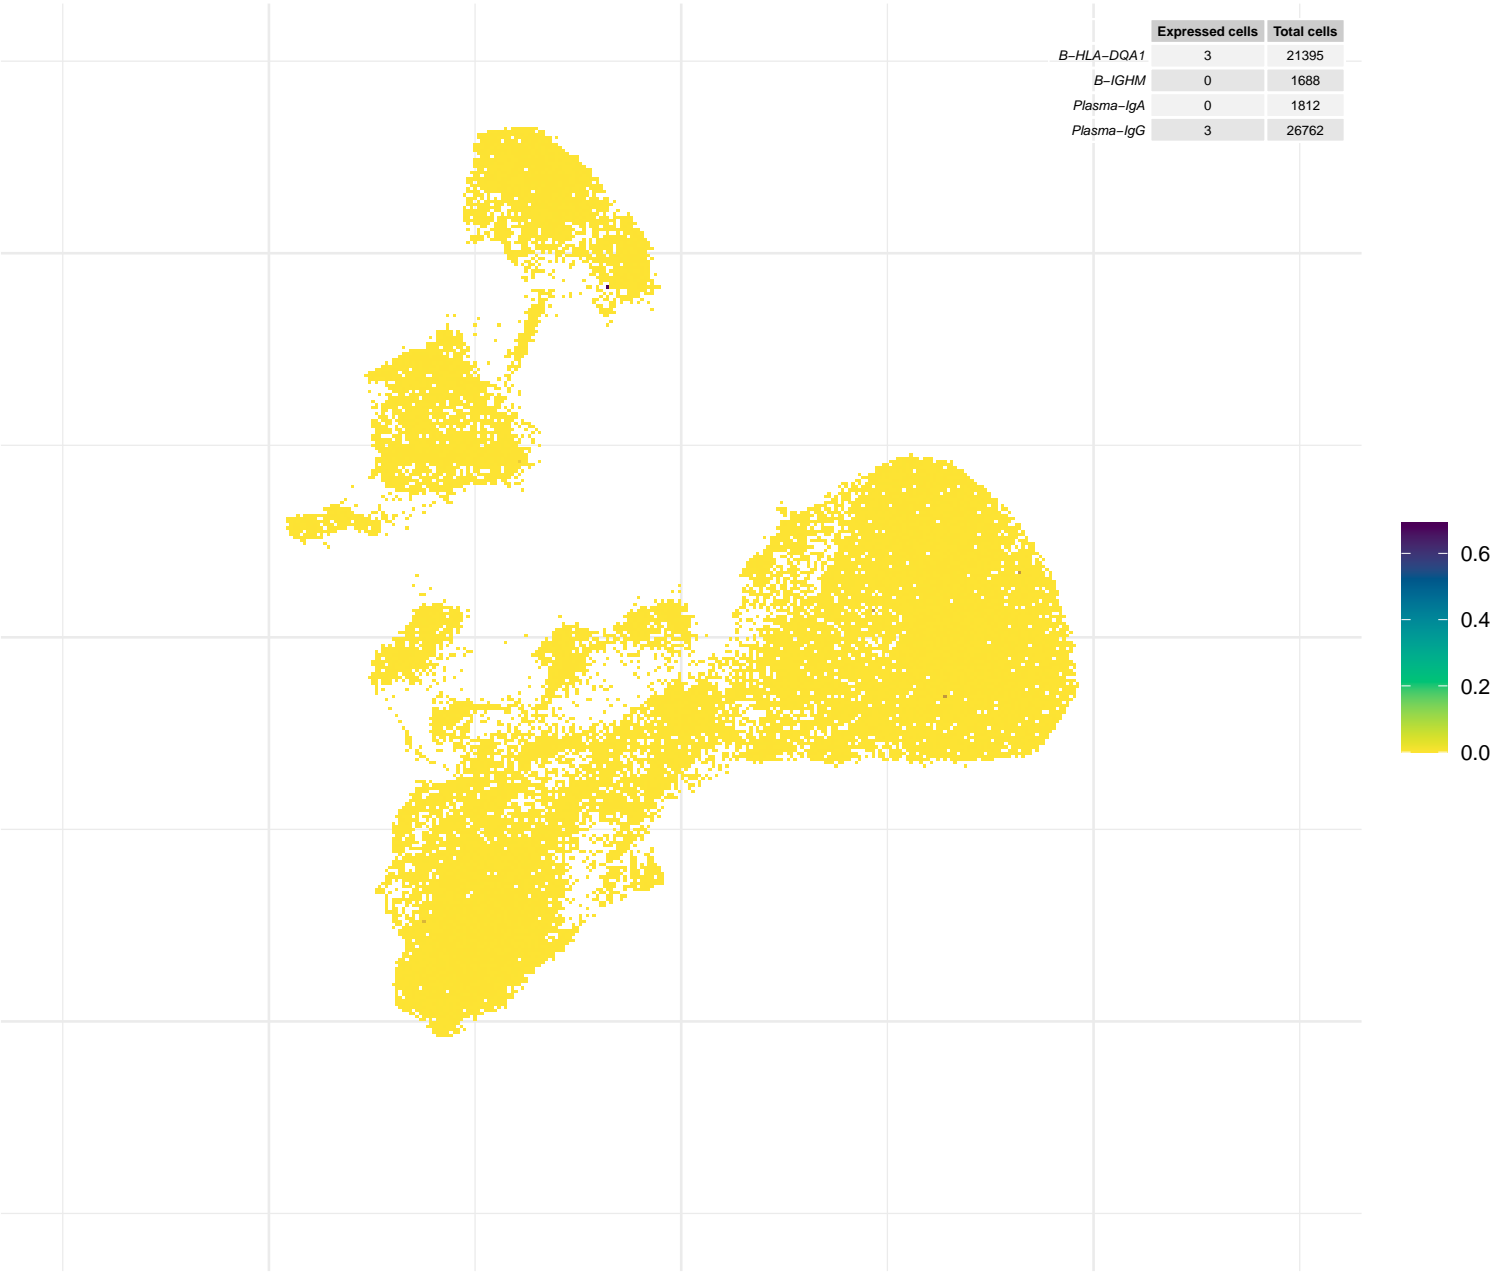 Expressed cells Total cells
B−HLA−DQA1 3 21395
B−IGHM 0 1688
Plasma−IgA 0 1812
Plasma−IgG 3 26762
0.6
0.4
0.2
0.0